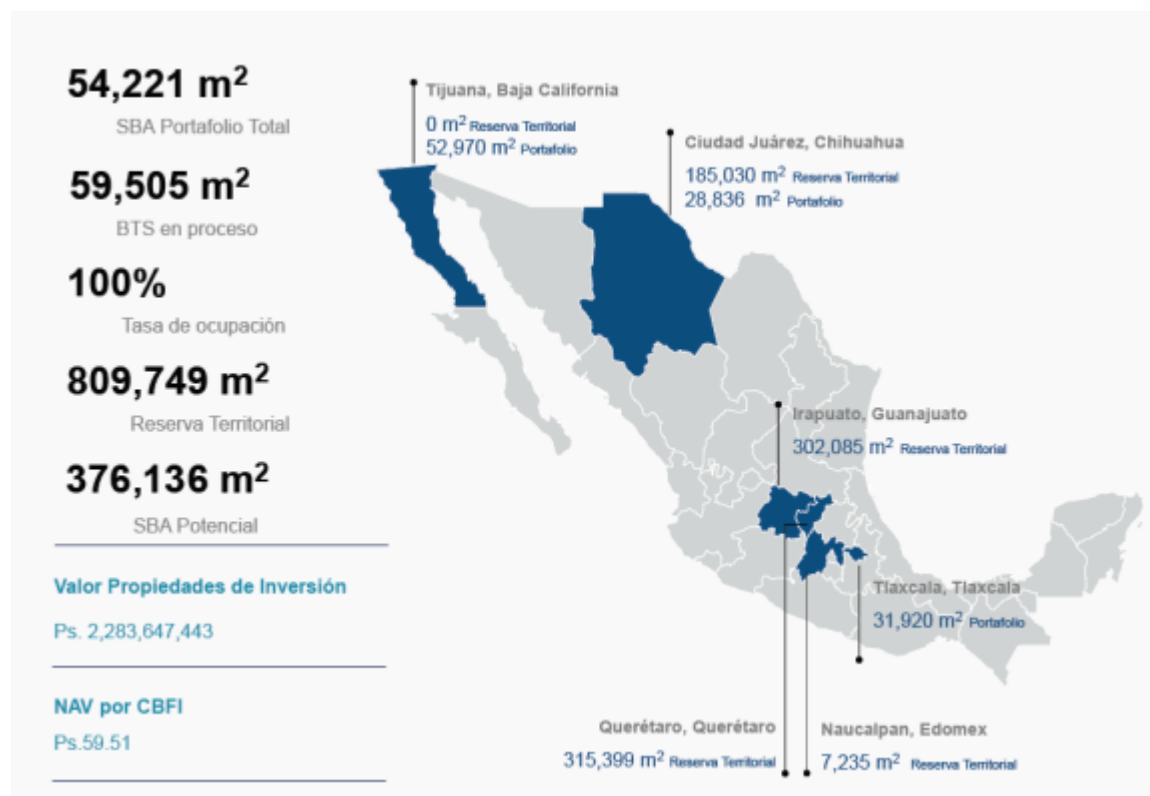 54,221 m²
SBA Portafolio Total
59,505 m²
BTS en proceso
100%
Tasa de ocupación
809,749 m²
Reserva Territorial
376,136 m²
SBA Potencial
Valor Propiedades de Inversión
Ps. 2,283,647,443
NAV por CBFI
Ps.59.51
Tijuana, Baja California
0 m² Reserva Territorial
52,970 m² Portafolio
Ciudad Juárez, Chihuahua
185,030 m² Reserva Territorial
28,836 m² Portafolio
Irapuato, Guanajuato
302,085 m² Reserva Territorial
Tlaxcala, Tlaxcala
31,920 m² Portafolio
Querétaro, Querétaro
315,399 m² Reserva Territorial
Naucalpan, Edomex
7,235 m² Reserva Territorial